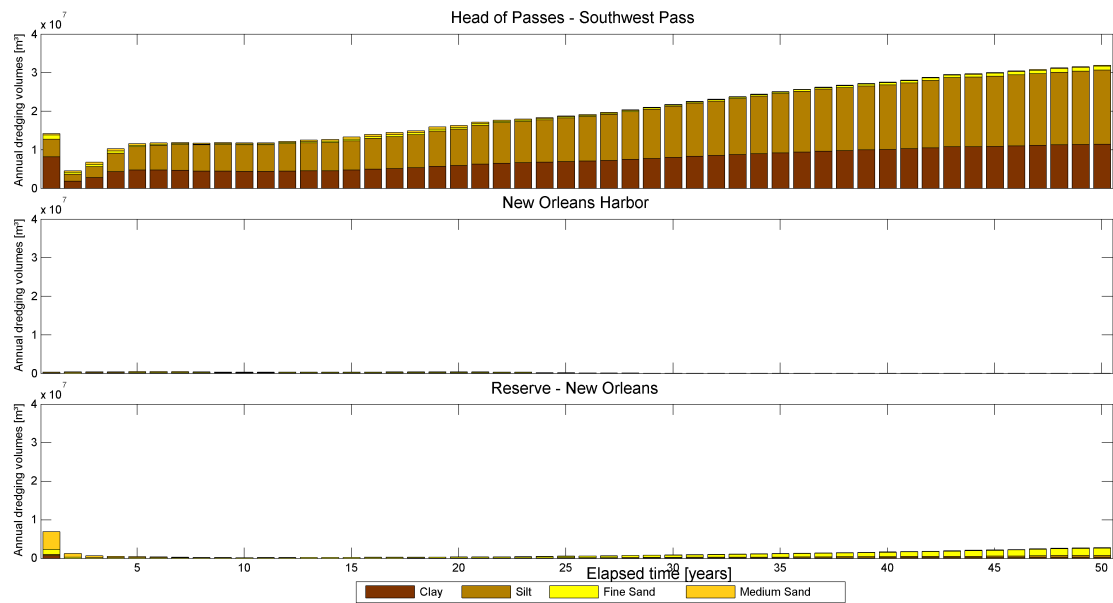 Head of Passes - Southwest Pass
x 10 7
Annual dredging volumes [m³]
4
3
2
1
0
New Orleans Harbor
x 10 7
Annual dredging volumes [m³]
4
3
2
1
0
Reserve - New Orleans
x 10 7
Annual dredging volumes [m³]
4
3
2
1
0
5 10 15 20 25 30 35 40 45 50
Elapsed time [years]
Clay Silt Fine Sand Medium Sand